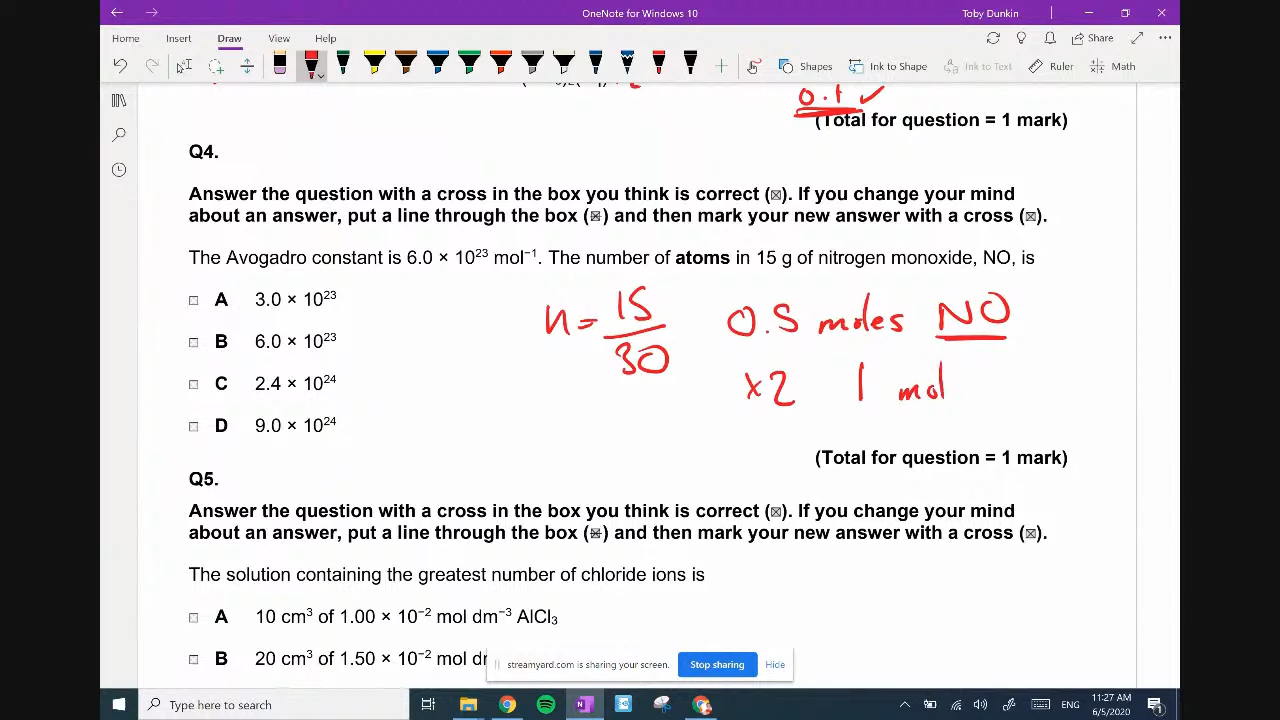 OneNote for Windows 10
Toby Dunkin
Home Insert Draw View Help
Share
Shapes Ink to Shape Ink to Text Ruler Math
0.1 ✓
(Total for question = 1 mark)
Q4.
Answer the question with a cross in the box you think is correct (☒). If you change your mind
about an answer, put a line through the box (☒) and then mark your new answer with a cross (☒).
The Avogadro constant is 6.0 × 10²³ mol⁻¹. The number of atoms in 15 g of nitrogen monoxide, NO, is
A 3.0 × 10²³
B 6.0 × 10²³
C 2.4 × 10²⁴
D 9.0 × 10²⁴
n = 15
30
0.5 moles NO
×2 1 mol
(Total for question = 1 mark)
Q5.
Answer the question with a cross in the box you think is correct (☒). If you change your mind
about an answer, put a line through the box (☒) and then mark your new answer with a cross (☒).
The solution containing the greatest number of chloride ions is
A 10 cm³ of 1.00 × 10⁻² mol dm⁻³ AlCl₃
B 20 cm³ of 1.50 × 10⁻² mol
streamyard.com is sharing your screen. Stop sharing Hide
Type here to search
ENG
11:27 AM
6/5/2020